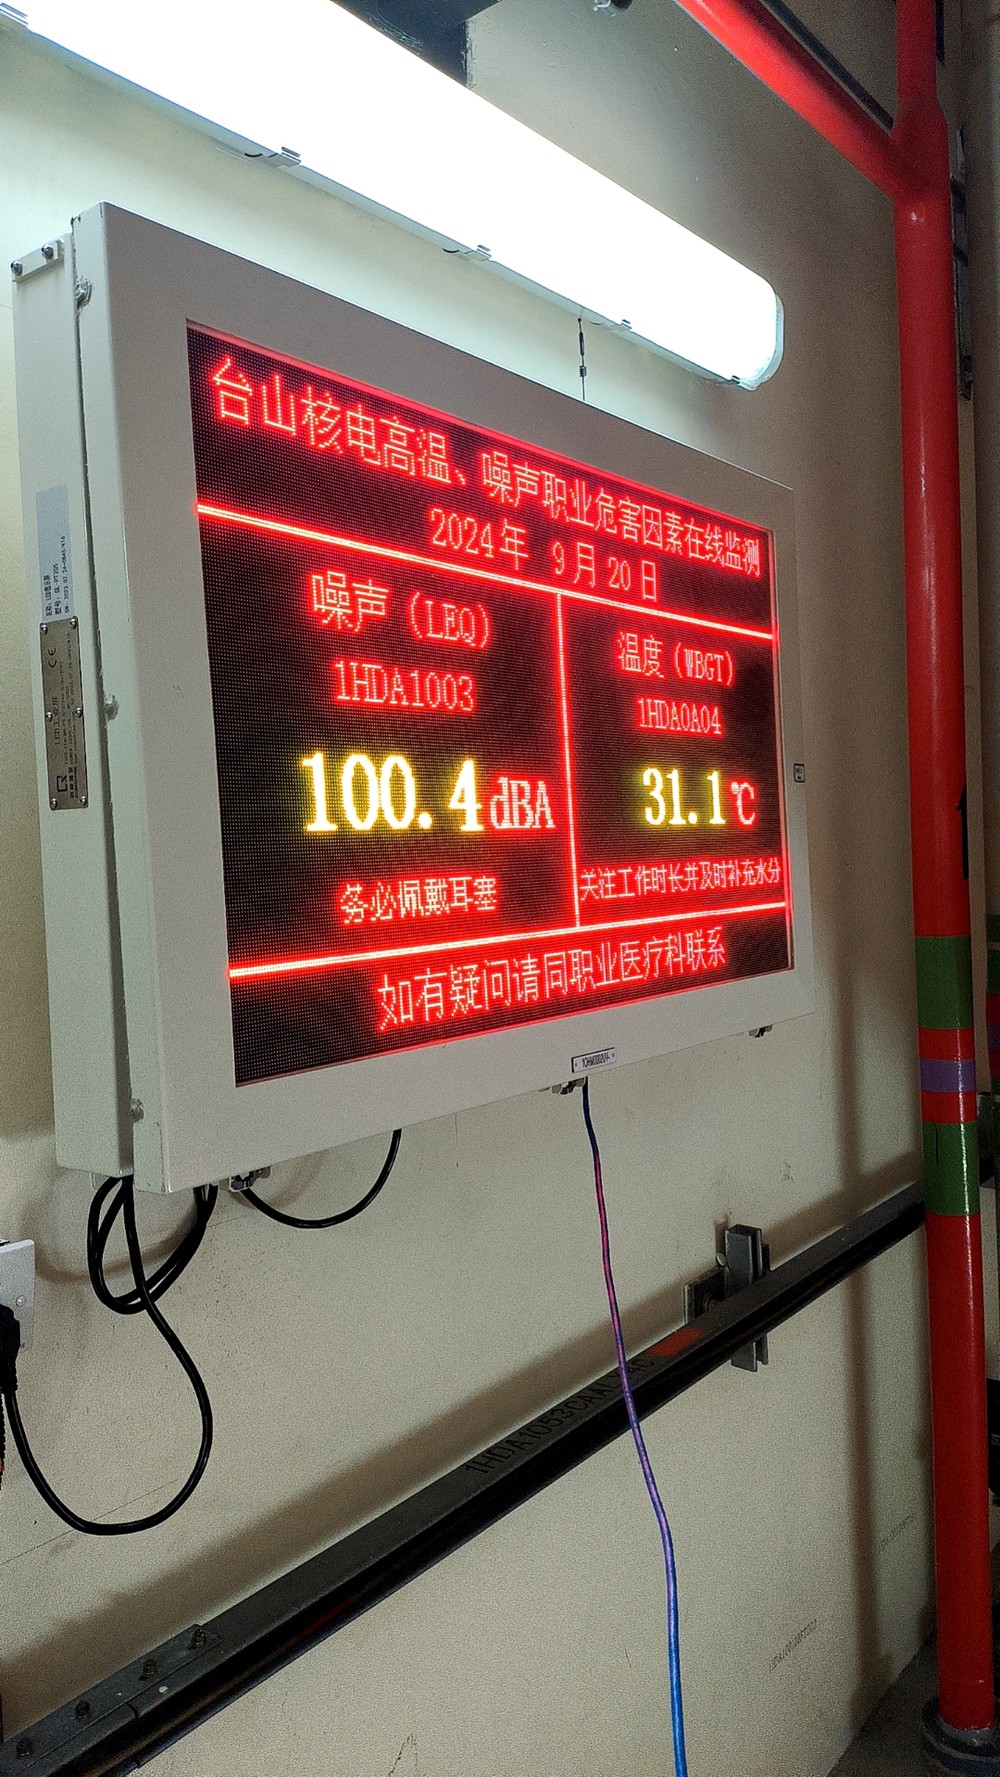 台山核电高温、噪声职业危害因素在线监测
2024年 9月20日
噪声（LEQ）
1HDA1003
100.4dBA
务必佩戴耳塞
温度（WBGT）
1HDA0A04
31.1℃
关注工作时长并及时补充水分
如有疑问请同职业医疗科联系